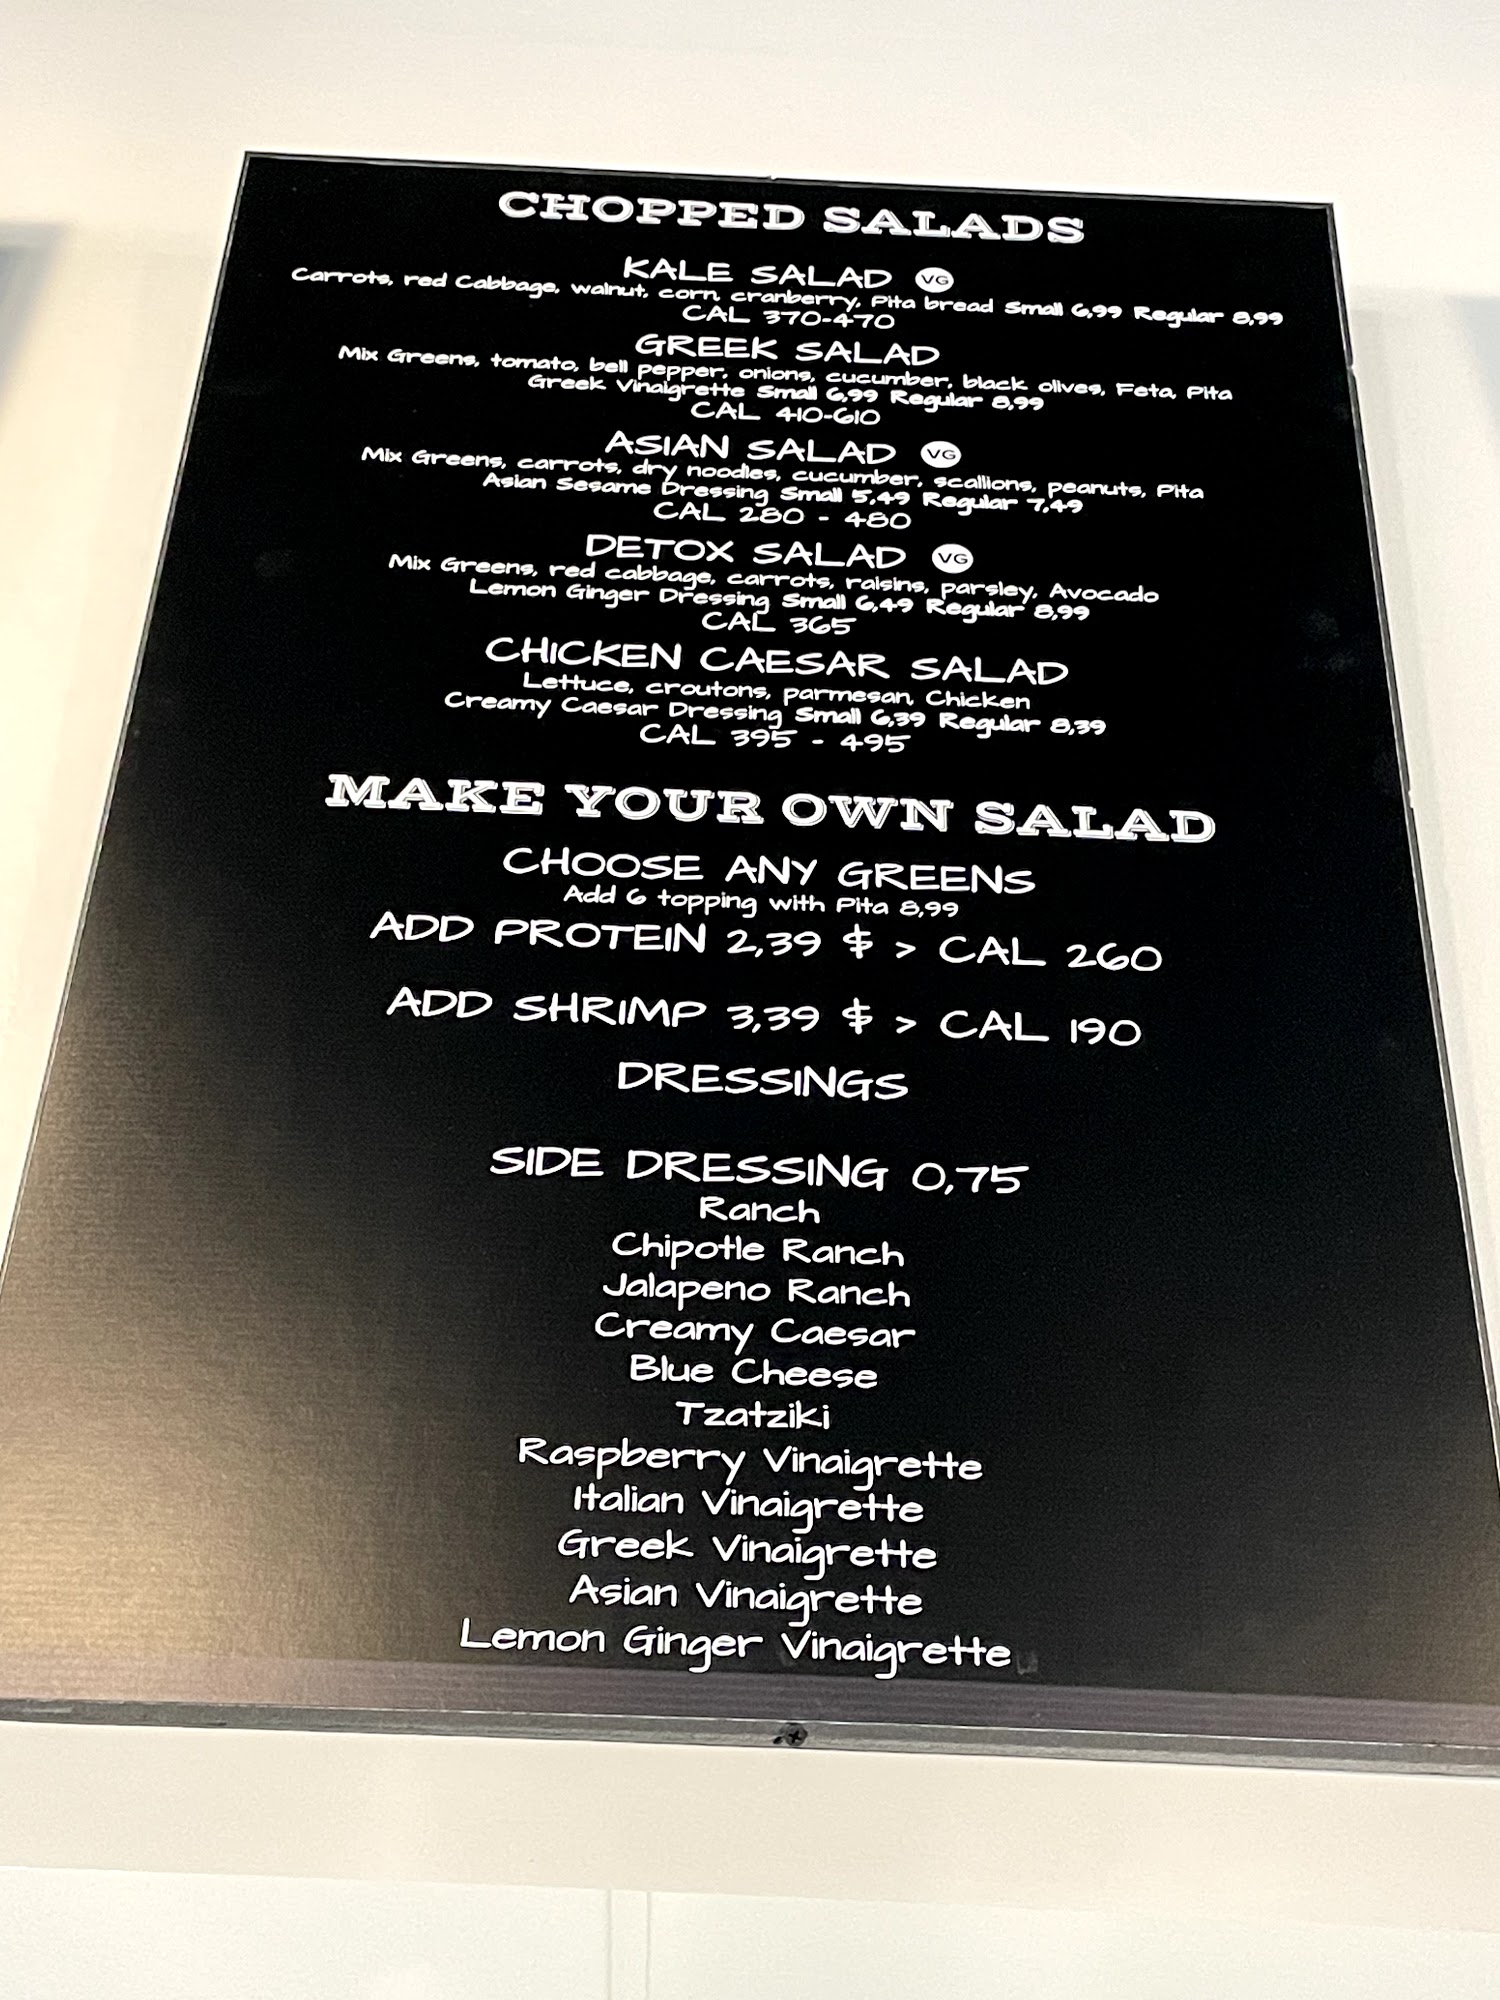 CHOPPED SALADS
KALE SALAD VG
Carrots, red Cabbage, walnut, corn, cranberry, Pita bread Small 6,99 Regular 8,99
CAL 370-470
GREEK SALAD
Mix Greens, tomato, bell pepper, onions, cucumber, black olives, Feta, Pita
Greek Vinaigrette Small 6,99 Regular 8,99
CAL 410-610
ASIAN SALAD VG
Mix Greens, carrots, dry noodles, cucumber, scallions, peanuts, Pita
Asian Sesame Dressing Small 5,49 Regular 7,49
CAL 280 - 480
DETOX SALAD VG
Mix Greens, red cabbage, carrots, raisins, parsley, Avocado
Lemon Ginger Dressing Small 6,49 Regular 8,99
CAL 365
CHICKEN CAESAR SALAD
Lettuce, croutons, parmesan, Chicken
Creamy Caesar Dressing Small 6,39 Regular 8,39
CAL 395 - 495
MAKE YOUR OWN SALAD
CHOOSE ANY GREENS
Add 6 topping with Pita 8,99
ADD PROTEIN 2,39 $ > CAL 260
ADD SHRIMP 3,39 $ > CAL 190
DRESSINGS
SIDE DRESSING 0,75
Ranch
Chipotle Ranch
Jalapeno Ranch
Creamy Caesar
Blue Cheese
Tzatziki
Raspberry Vinaigrette
Italian Vinaigrette
Greek Vinaigrette
Asian Vinaigrette
Lemon Ginger Vinaigrette